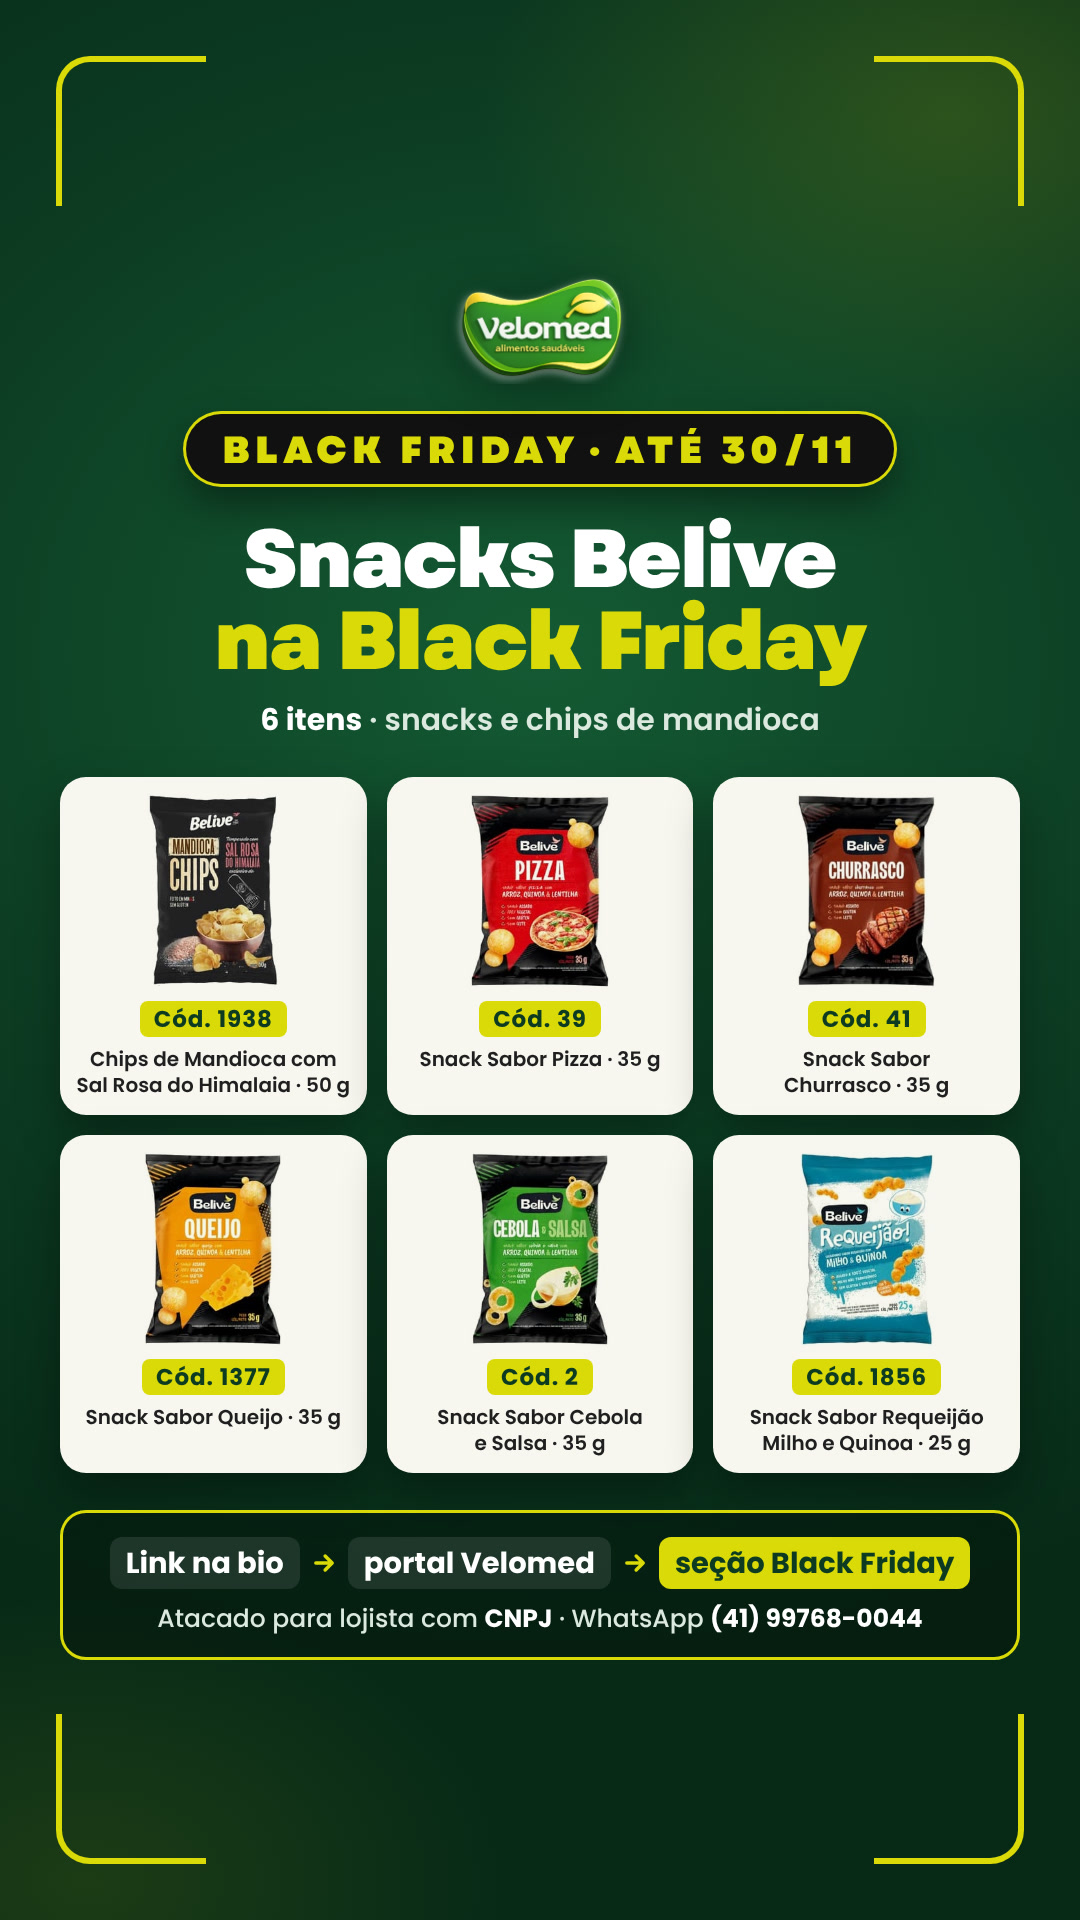 Velomed
alimentos saudáveis
BLACK FRIDAY · ATÉ 30/11
Snacks Belive
na Black Friday
6 itens · snacks e chips de mandioca
Belive
MANDIOCA
CHIPS
SAL ROSA
DO HIMALAIA
Cód. 1938
Chips de Mandioca com
Sal Rosa do Himalaia · 50 g
Belive
PIZZA
ARROZ, QUINOA & LENTILHA
35 g
Cód. 39
Snack Sabor Pizza · 35 g
Belive
CHURRASCO
ARROZ, QUINOA & LENTILHA
35 g
Cód. 41
Snack Sabor
Churrasco · 35 g
Belive
QUEIJO
ARROZ, QUINOA & LENTILHA
35 g
Cód. 1377
Snack Sabor Queijo · 35 g
Belive
CEBOLA & SALSA
ARROZ, QUINOA & LENTILHA
35 g
Cód. 2
Snack Sabor Cebola
e Salsa · 35 g
Belive
Requeijão!
MILHO & QUINOA
25 g
Cód. 1856
Snack Sabor Requeijão
Milho e Quinoa · 25 g
Link na bio → portal Velomed → seção Black Friday
Atacado para lojista com CNPJ · WhatsApp (41) 99768-0044